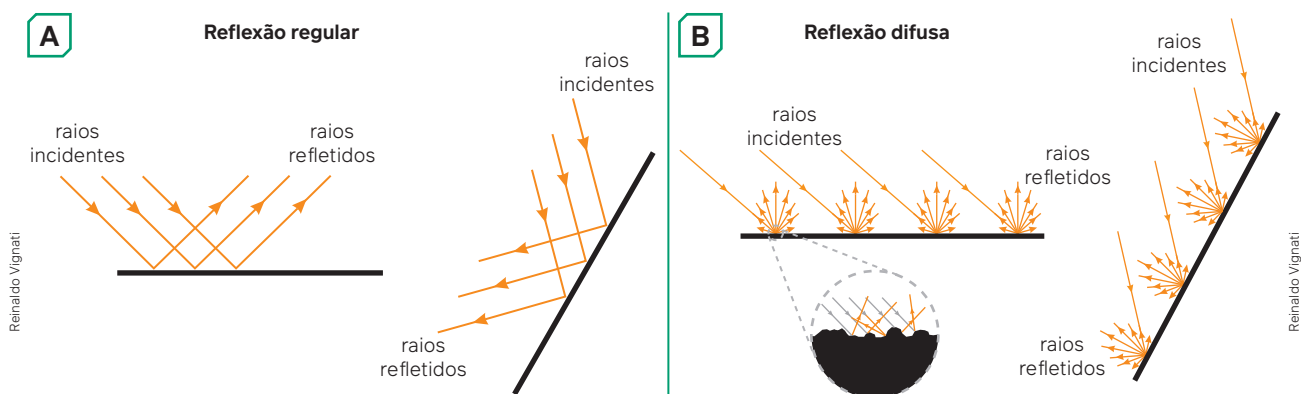 A
Reflexão regular
raios
incidentes
raios
refletidos
raios
incidentes
raios
refletidos
Reinaldo Vignati
B
Reflexão difusa
raios
incidentes
raios
refletidos
raios
incidentes
raios
refletidos
Reinaldo Vignati